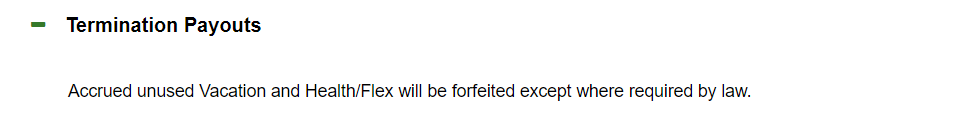 Termination Payouts
Accrued unused Vacation and Health/Flex will be forfeited except where required by law.